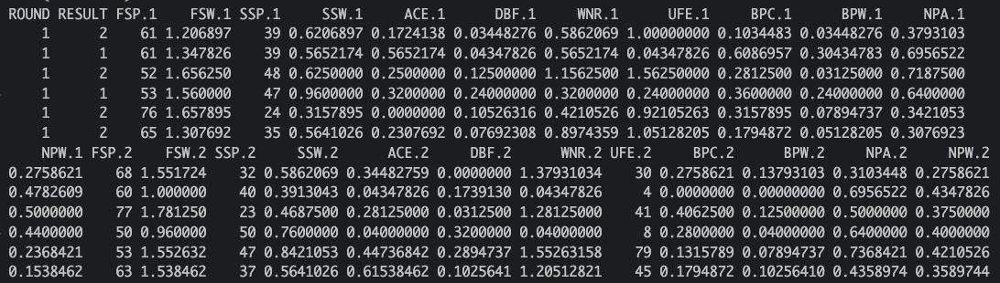 ROUND RESULT FSP.1 FSW.1 SSP.1 SSW.1 ACE.1 DBF.1 WNR.1 UFE.1 BPC.1 BPW.1 NPA.1
1 2 61 1.206897 39 0.6206897 0.1724138 0.03448276 0.5862069 1.00000000 0.1034483 0.03448276 0.3793103
1 1 61 1.347826 39 0.5652174 0.5652174 0.04347826 0.5652174 0.04347826 0.6086957 0.30434783 0.6956522
1 2 52 1.656250 48 0.6250000 0.2500000 0.12500000 1.1562500 1.56250000 0.2812500 0.03125000 0.7187500
1 1 53 1.560000 47 0.9600000 0.3200000 0.24000000 0.3200000 0.24000000 0.3600000 0.24000000 0.6400000
1 2 76 1.657895 24 0.3157895 0.0000000 0.10526316 0.4210526 0.92105263 0.3157895 0.07894737 0.3421053
1 2 65 1.307692 35 0.5641026 0.2307692 0.07692308 0.8974359 1.05128205 0.1794872 0.05128205 0.3076923
NPW.1 FSP.2 FSW.2 SSP.2 SSW.2 ACE.2 DBF.2 WNR.2 UFE.2 BPC.2 BPW.2 NPA.2 NPW.2
0.2758621 68 1.551724 32 0.5862069 0.34482759 0.0000000 1.37931034 30 0.2758621 0.13793103 0.3103448 0.2758621
0.4782609 60 1.000000 40 0.3913043 0.04347826 0.1739130 0.04347826 4 0.0000000 0.00000000 0.6956522 0.4347826
0.5000000 77 1.781250 23 0.4687500 0.28125000 0.0312500 1.28125000 41 0.4062500 0.12500000 0.5000000 0.3750000
0.4400000 50 0.960000 50 0.7600000 0.04000000 0.3200000 0.04000000 8 0.2800000 0.04000000 0.6400000 0.4000000
0.2368421 53 1.552632 47 0.8421053 0.44736842 0.2894737 1.55263158 79 0.1315789 0.07894737 0.7368421 0.4210526
0.1538462 63 1.538462 37 0.5641026 0.61538462 0.1025641 1.20512821 45 0.1794872 0.10256410 0.4358974 0.3589744